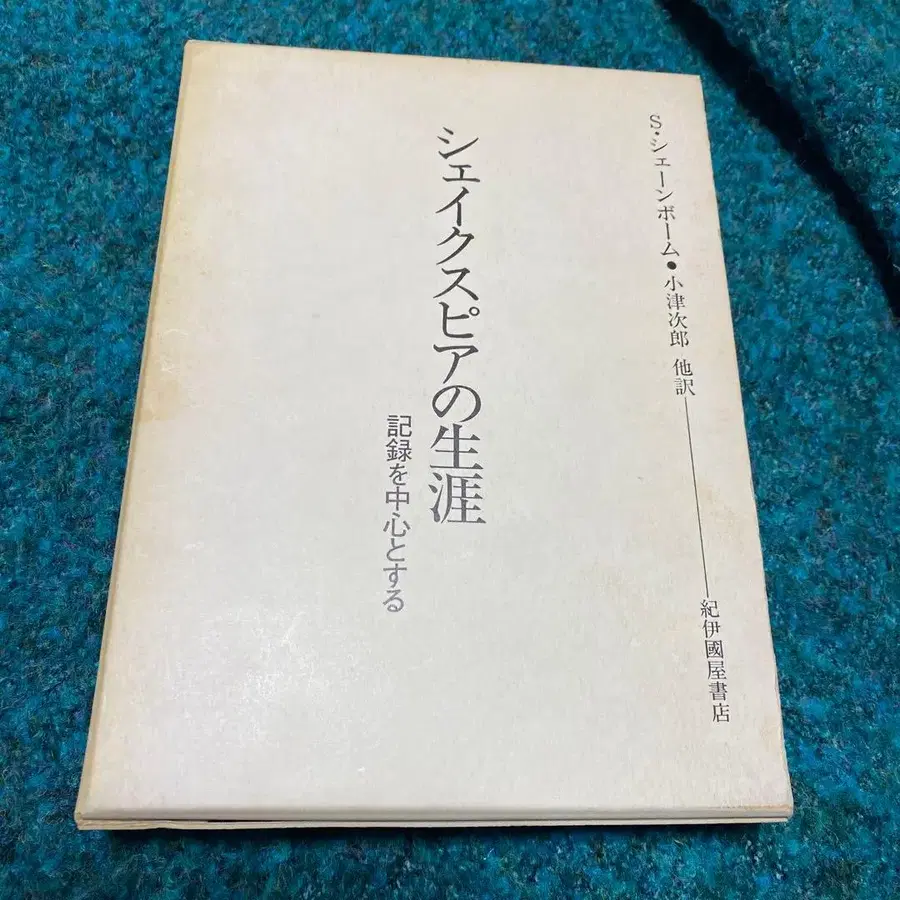 S・シェーンボーム●小津次郎 他訳――紀伊國屋書店
シェイクスピアの生涯
記録を中心とする